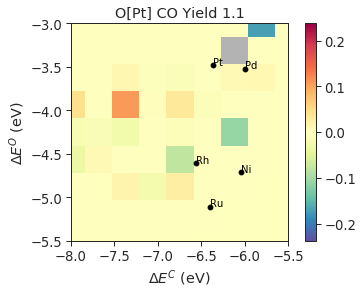 O[Pt] CO Yield 1.1
−3.0
−3.5
−4.0
−4.5
−5.0
−5.5
ΔE^O (eV)
Pt
Pd
Rh
Ni
Ru
−8.0 −7.5 −7.0 −6.5 −6.0 −5.5
ΔE^C (eV)
0.2
0.1
0.0
−0.1
−0.2